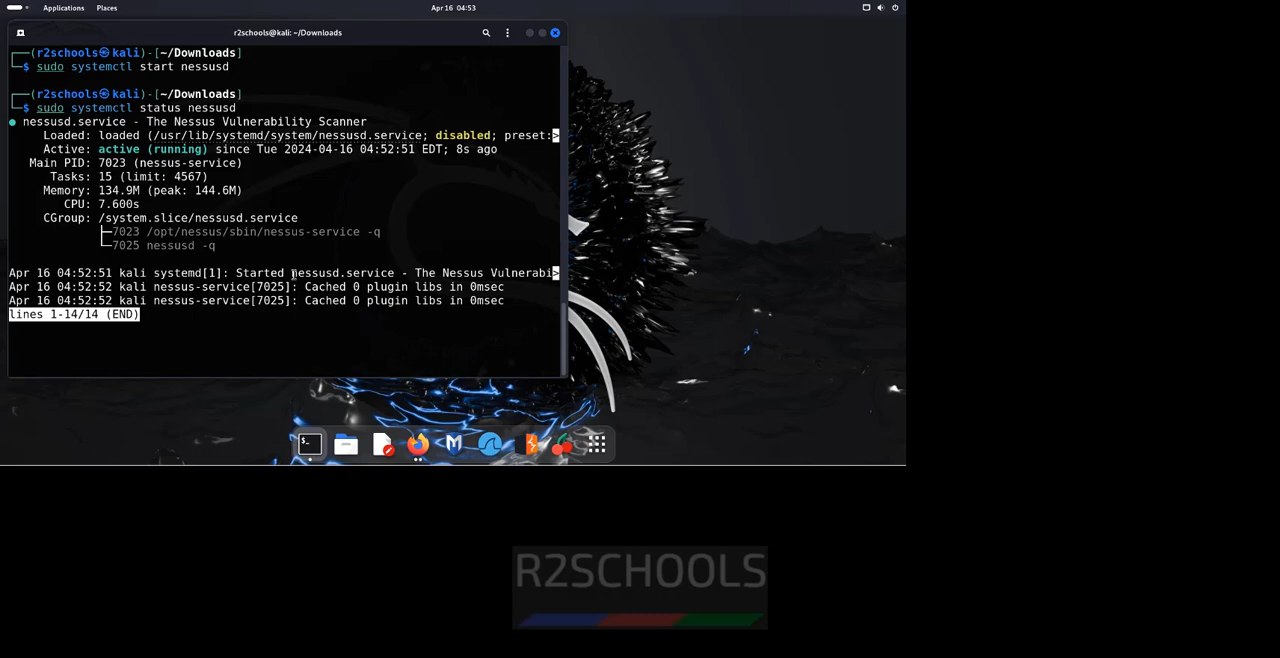 Applications Places Apr 16 04:53
r2schools@kali: ~/Downloads
┌──(r2schools㉿kali)-[~/Downloads]
└─$ sudo systemctl start nessusd
┌──(r2schools㉿kali)-[~/Downloads]
└─$ sudo systemctl status nessusd
● nessusd.service - The Nessus Vulnerability Scanner
Loaded: loaded (/usr/lib/systemd/system/nessusd.service; disabled; preset:>
Active: active (running) since Tue 2024-04-16 04:52:51 EDT; 8s ago
Main PID: 7023 (nessus-service)
Tasks: 15 (limit: 4567)
Memory: 134.9M (peak: 144.6M)
CPU: 7.600s
CGroup: /system.slice/nessusd.service
├─7023 /opt/nessus/sbin/nessus-service -q
└─7025 nessusd -q
Apr 16 04:52:51 kali systemd[1]: Started nessusd.service - The Nessus Vulnerabi>
Apr 16 04:52:52 kali nessus-service[7025]: Cached 0 plugin libs in 0msec
Apr 16 04:52:52 kali nessus-service[7025]: Cached 0 plugin libs in 0msec
lines 1-14/14 (END)
R2SCHOOLS